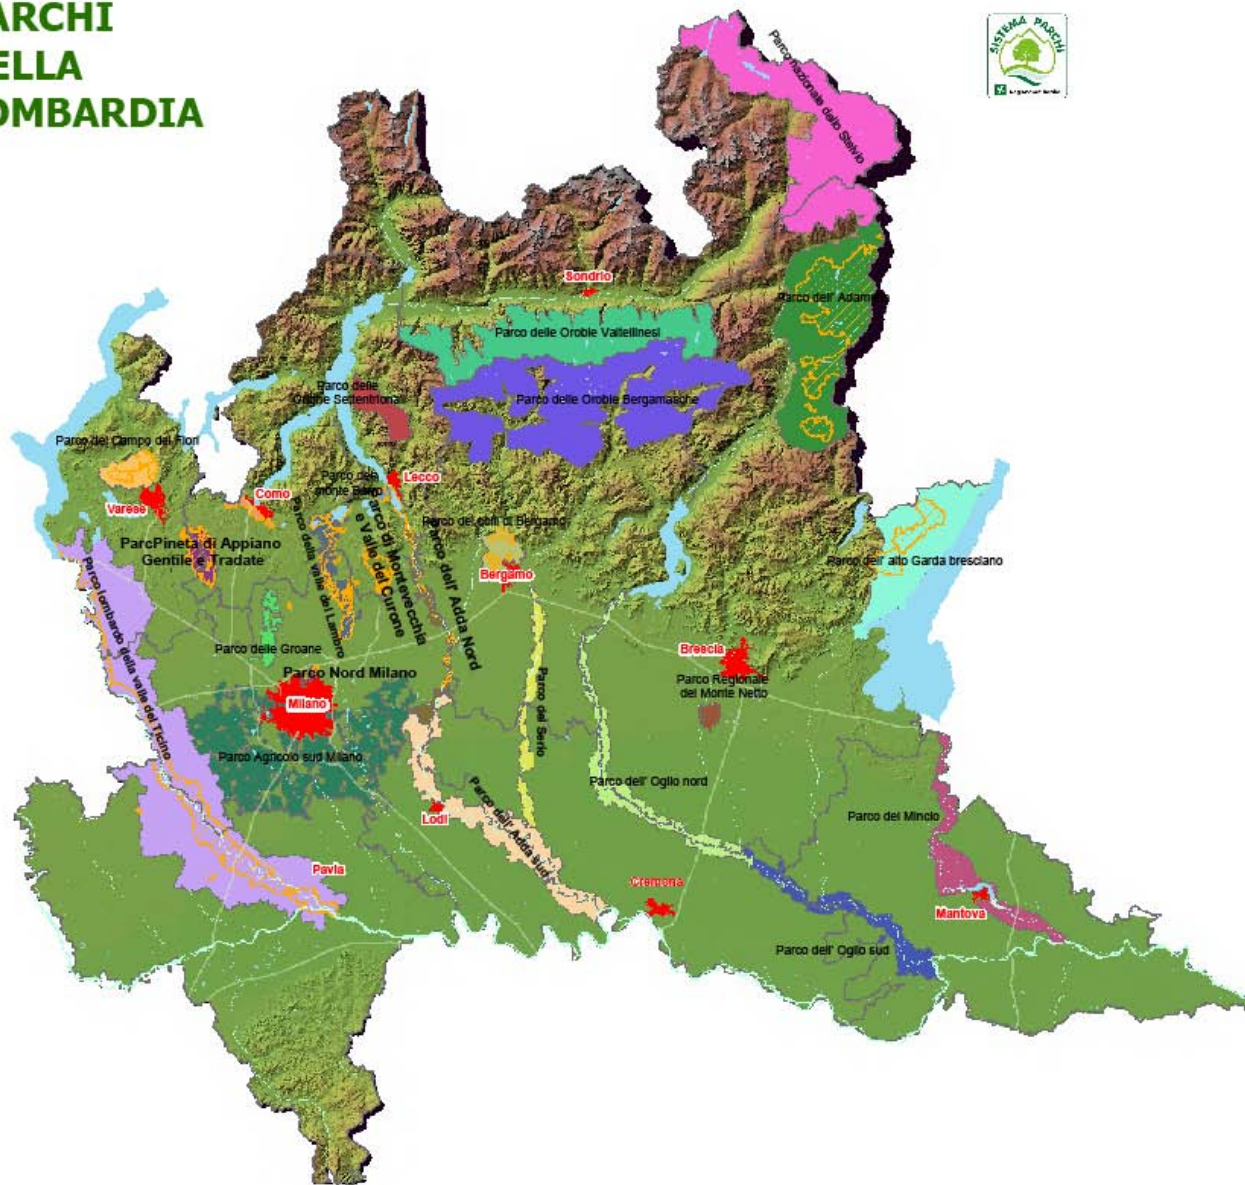 ARCHI
ELLA
OMBARDIA
SISTEMA PARCHI
Parco nazionale dello Stelvio
Sondrio
Parco dell' Adam
Parco delle Orobie Valtellinesi
Parco delle
Grigne Settentrionali
Parco delle Orobie Bergamasche
Parco del Campo dei Fiori
Lecco
Como
Parco del
monte Barro
Varese
Parco dei colli di Bergamo
ParcPineta di Appiano
Gentile e Tradate
Parco della valle del Lambro
Parco di Montevecchia
e Valle del Curone
Parco dell' Adda Nord
Bergamo
Parco dell' alto Garda bresciano
Parco lombardo della valle del Ticino
Parco delle Groane
Parco Nord Milano
Brescia
Parco Regionale
del Monte Netto
Milano
Parco del Serio
Parco Agricolo sud Milano
Parco dell' Oglio nord
Lodi
Parco dell' Adda sud
Parco del Mincio
Pavia
Cremona
Mantova
Parco dell' Oglio sud